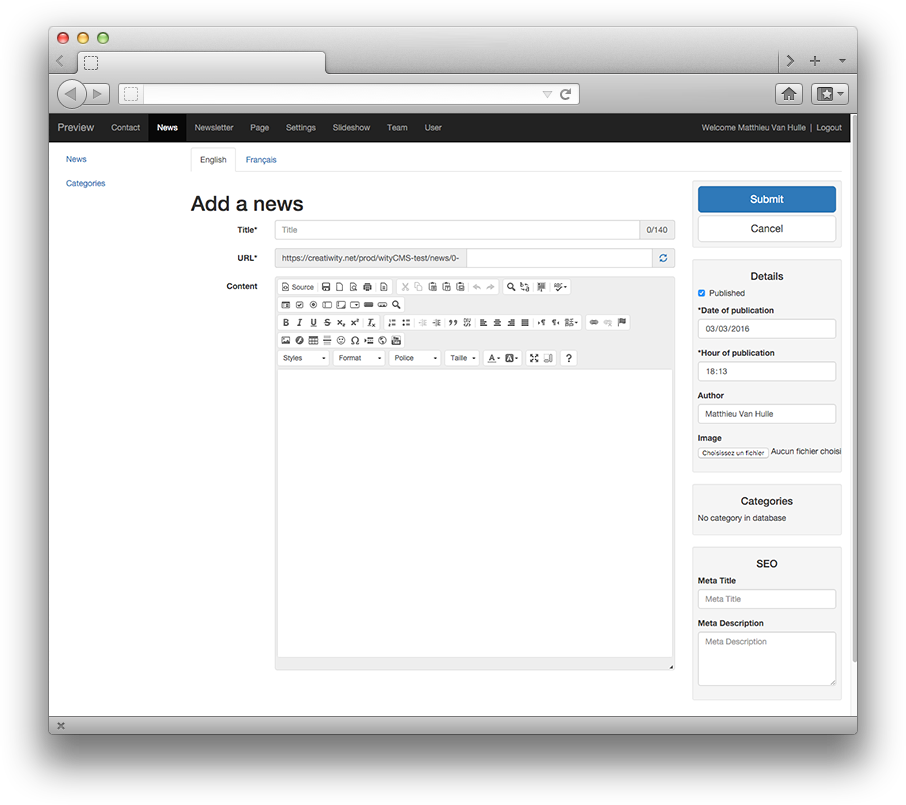 Preview Contact News Newsletter Page Settings Slideshow Team User Welcome Matthieu Van Hulle | Logout
News
Categories
English Français
Add a news
Title* Title 0/140
URL* https://creatiwity.net/prod/wityCMS-test/news/0-
Content
Source
B I U S x₂ x² Tx
Styles Format Police Taille A A ?
Submit
Cancel
Details
Published
*Date of publication
03/03/2016
*Hour of publication
18:13
Author
Matthieu Van Hulle
Image
Choisissez un fichier Aucun fichier choisi
Categories
No category in database
SEO
Meta Title
Meta Title
Meta Description
Meta Description